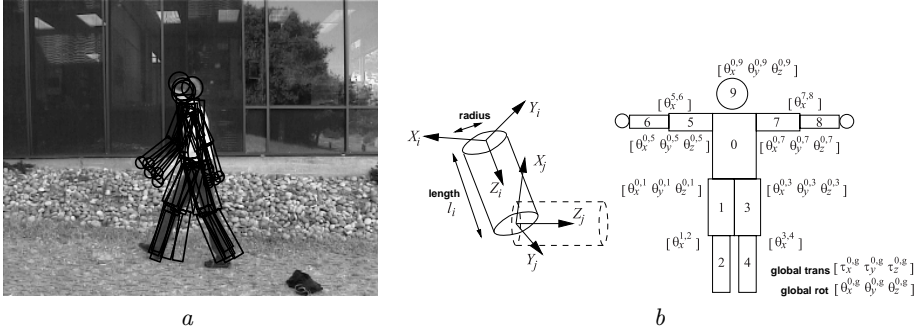 [ θ_x^{0,9} θ_y^{0,9} θ_z^{0,9} ]
9
[ θ_x^{5,6} ]
[ θ_x^{7,8} ]
6 5 7 8
0
[ θ_x^{0,5} θ_y^{0,5} θ_z^{0,5} ]
[ θ_x^{0,7} θ_y^{0,7} θ_z^{0,7} ]
[ θ_x^{0,1} θ_y^{0,1} θ_z^{0,1} ]
[ θ_x^{0,3} θ_y^{0,3} θ_z^{0,3} ]
1 3
[ θ_x^{1,2} ]
[ θ_x^{3,4} ]
2 4
global trans [ τ_x^{0,g} τ_y^{0,g} τ_z^{0,g} ]
global rot [ θ_x^{0,g} θ_y^{0,g} θ_z^{0,g} ]
radius
Y_i
X_i
Z_i
X_j
length
l_i
Z_j
Y_j
a
b